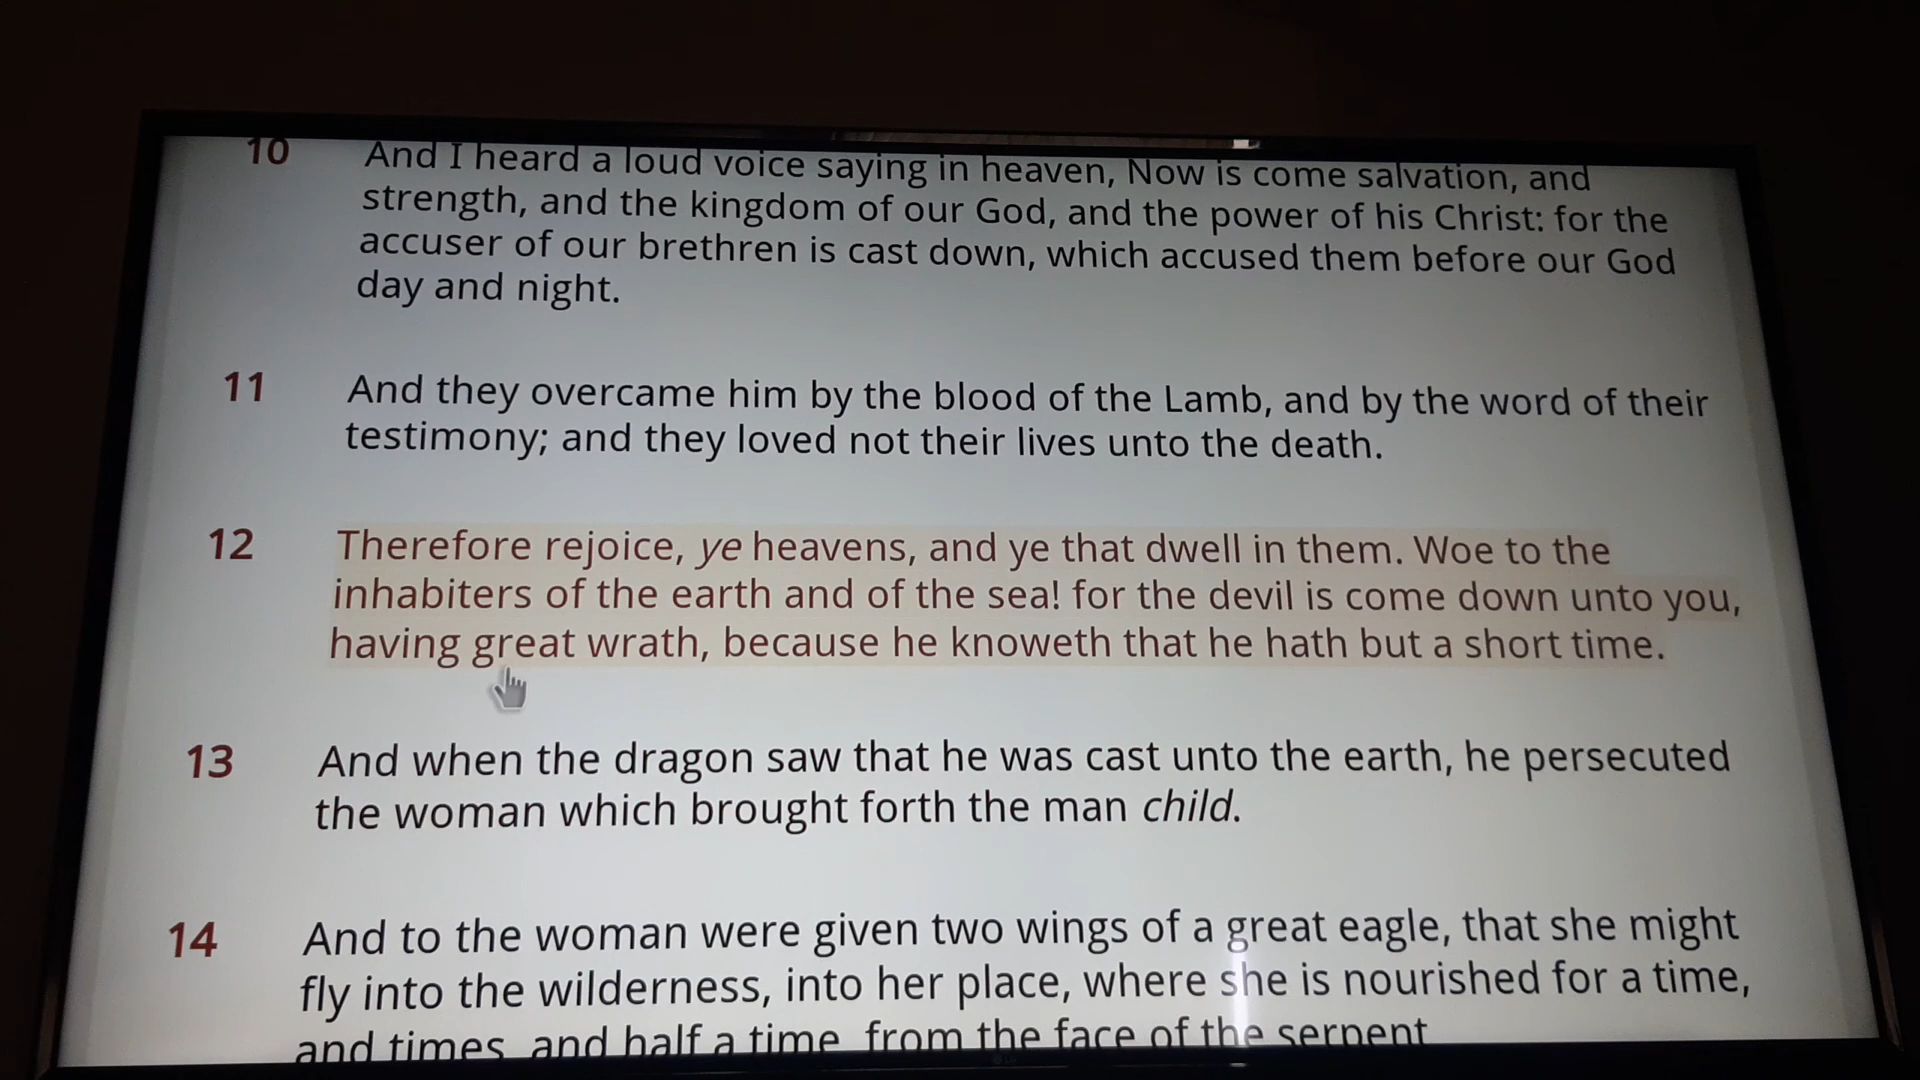 10 And I heard a loud voice saying in heaven, Now is come salvation, and
strength, and the kingdom of our God, and the power of his Christ: for the
accuser of our brethren is cast down, which accused them before our God
day and night.
11 And they overcame him by the blood of the Lamb, and by the word of their
testimony; and they loved not their lives unto the death.
12 Therefore rejoice, ye heavens, and ye that dwell in them. Woe to the
inhabiters of the earth and of the sea! for the devil is come down unto you,
having great wrath, because he knoweth that he hath but a short time.
13 And when the dragon saw that he was cast unto the earth, he persecuted
the woman which brought forth the man child.
14 And to the woman were given two wings of a great eagle, that she might
fly into the wilderness, into her place, where she is nourished for a time,
and times, and half a time, from the face of the serpent